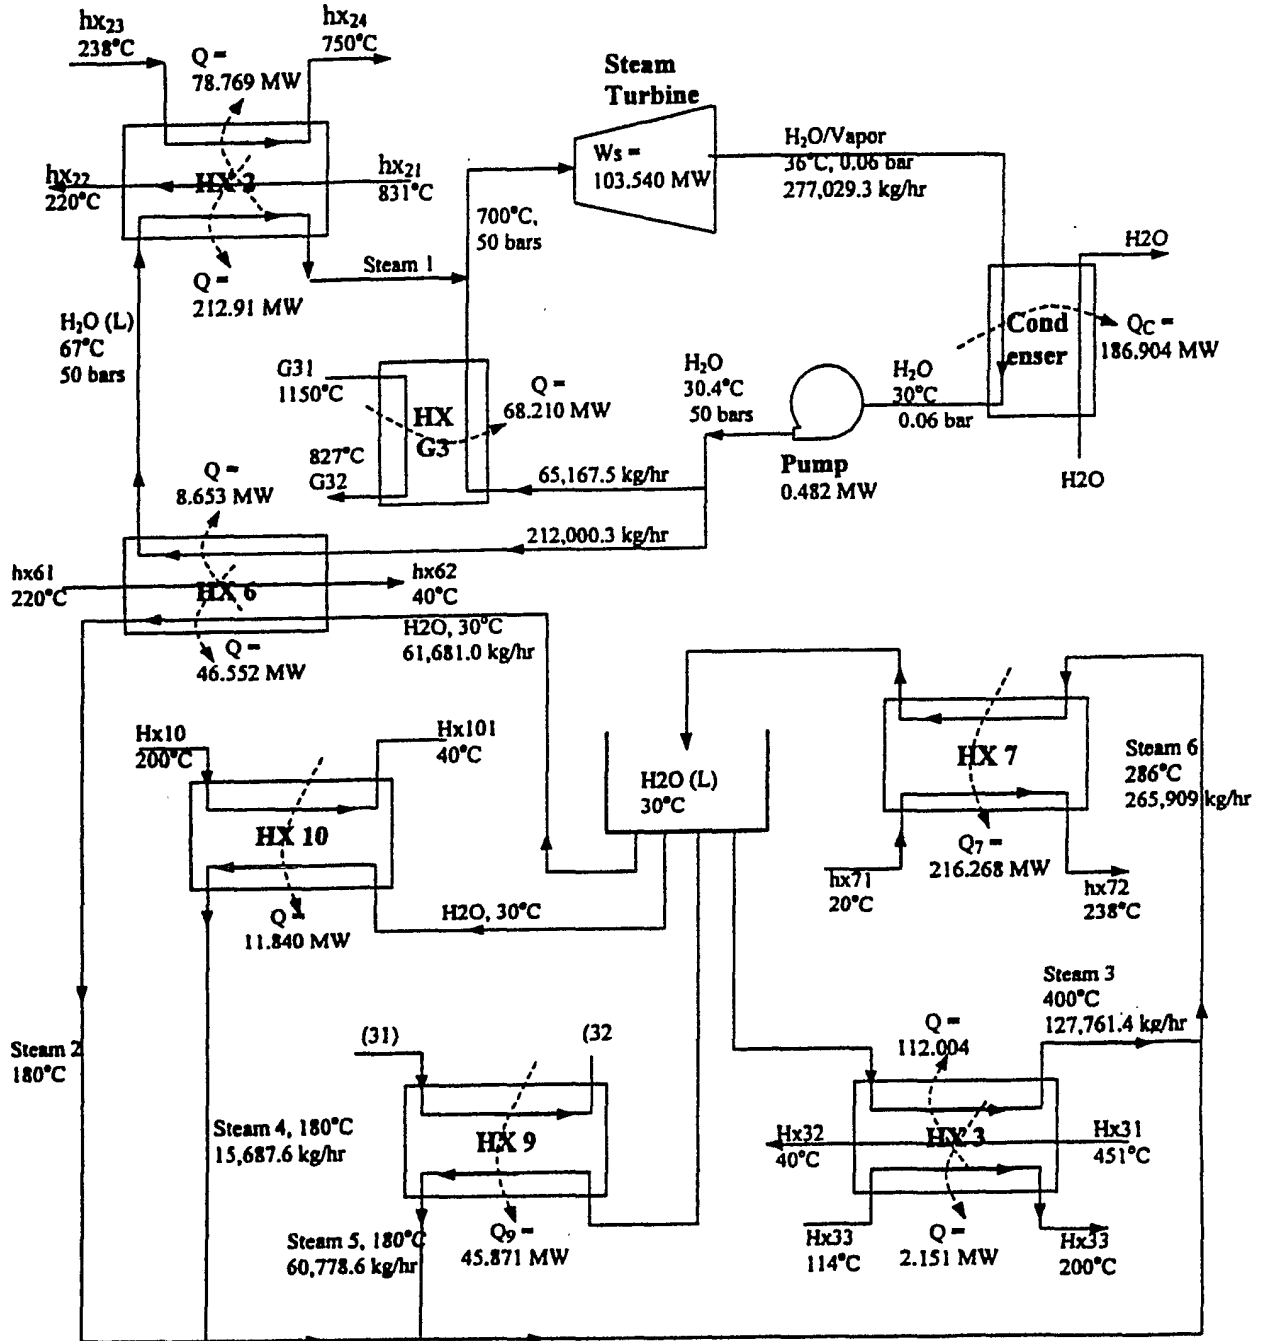 hx23
238°C
hx24
750°C
Q =
78.769 MW
hx22
220°C
hx21
831°C
Q =
212.91 MW
Steam 1
Steam
Turbine
Ws =
103.540 MW
H2O/Vapor
36°C, 0.06 bar
277,029.3 kg/hr
700°C,
50 bars
H2O
Cond
enser
QC =
186.904 MW
H2O
30°C
0.06 bar
H2O
Pump
0.482 MW
H2O
30.4°C
50 bars
H2O (L)
67°C
50 bars
G31
1150°C
HX
G3
Q =
68.210 MW
827°C
G32
65,167.5 kg/hr
212,000.3 kg/hr
Q =
8.653 MW
hx61
220°C
HX 6
hx62
40°C
H2O, 30°C
61,681.0 kg/hr
Q =
46.552 MW
Hx10
200°C
Hx101
40°C
HX 10
Q =
11.840 MW
H2O, 30°C
H2O (L)
30°C
HX 7
Steam 6
286°C
265,909 kg/hr
Q7 =
216.268 MW
hx71
20°C
hx72
238°C
Steam 2
180°C
Steam 4, 180°C
15,687.6 kg/hr
(31)
(32
HX 9
Steam 5, 180°C
60,778.6 kg/hr
Q9 =
45.871 MW
Steam 3
400°C
127,761.4 kg/hr
Q =
112.004
Hx32
40°C
HX 3
Hx31
451°C
Hx33
114°C
Q =
2.151 MW
Hx33
200°C